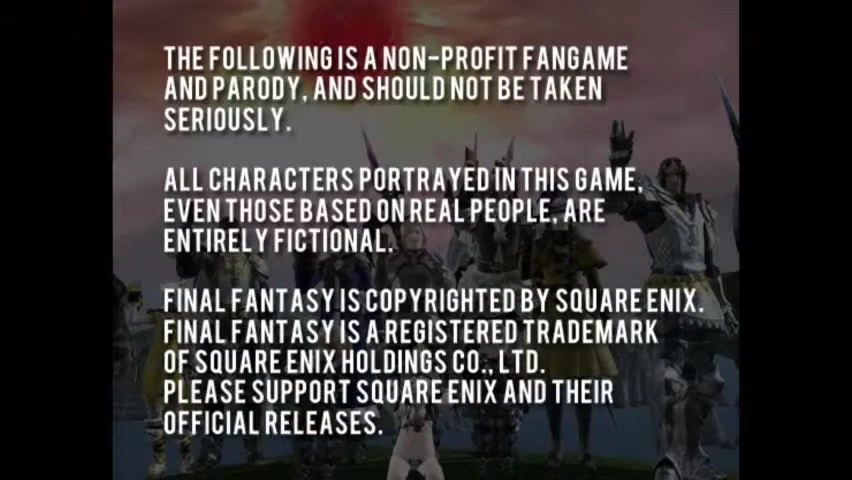 THE FOLLOWING IS A NON-PROFIT FANGAME
AND PARODY, AND SHOULD NOT BE TAKEN
SERIOUSLY.
ALL CHARACTERS PORTRAYED IN THIS GAME,
EVEN THOSE BASED ON REAL PEOPLE, ARE
ENTIRELY FICTIONAL.
FINAL FANTASY IS COPYRIGHTED BY SQUARE ENIX.
FINAL FANTASY IS A REGISTERED TRADEMARK
OF SQUARE ENIX HOLDINGS CO., LTD.
PLEASE SUPPORT SQUARE ENIX AND THEIR
OFFICIAL RELEASES.